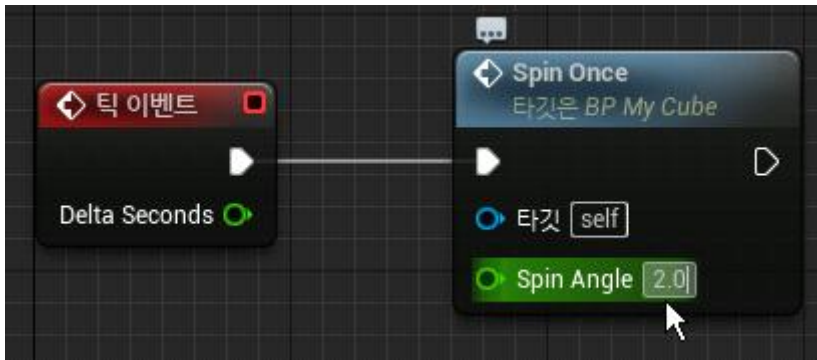 틱 이벤트
Delta Seconds
Spin Once
타깃은 BP My Cube
타깃 self
Spin Angle 2.0